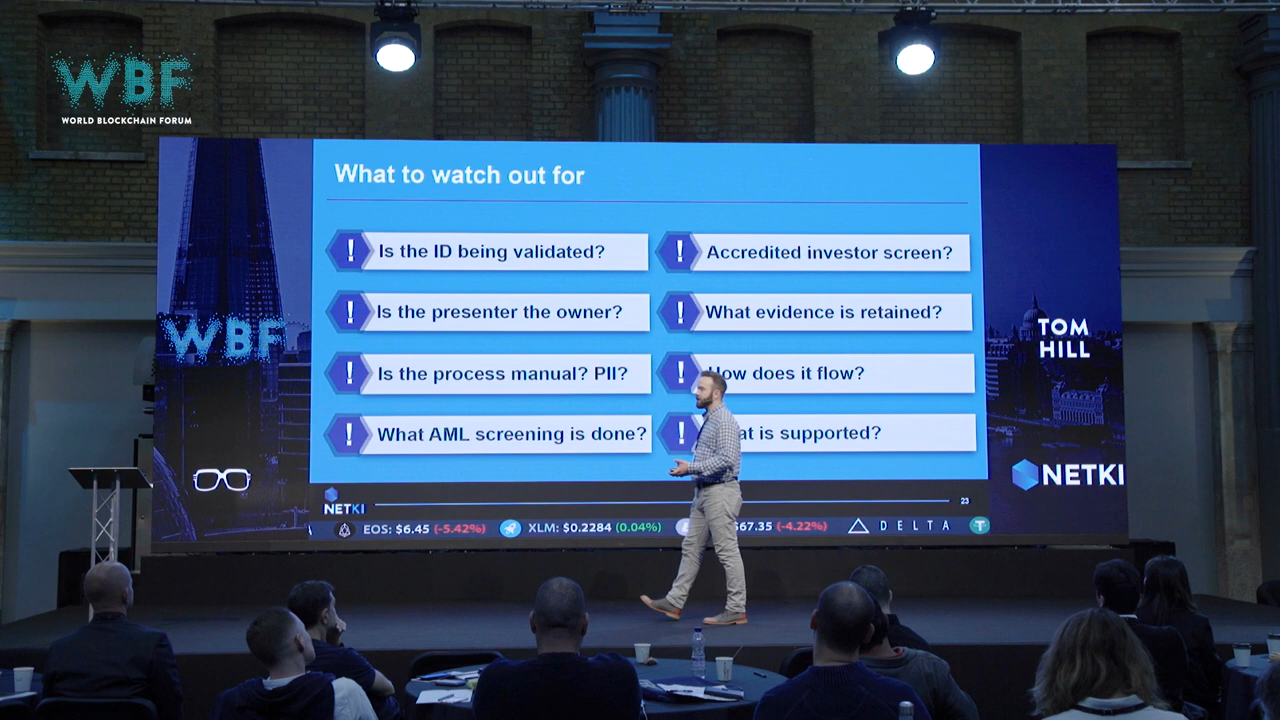 WBF
WORLD BLOCKCHAIN FORUM
What to watch out for
! Is the ID being validated?
! Accredited investor screen?
! Is the presenter the owner?
! What evidence is retained?
! Is the process manual? PII?
! How does it flow?
! What AML screening is done?
! at is supported?
WBF
TOM
HILL
NETKI
NETKI
23
EOS: $6.45 (-5.42%) XLM: $0.2284 (0.04%) $67.35 (-4.22%) DELTA